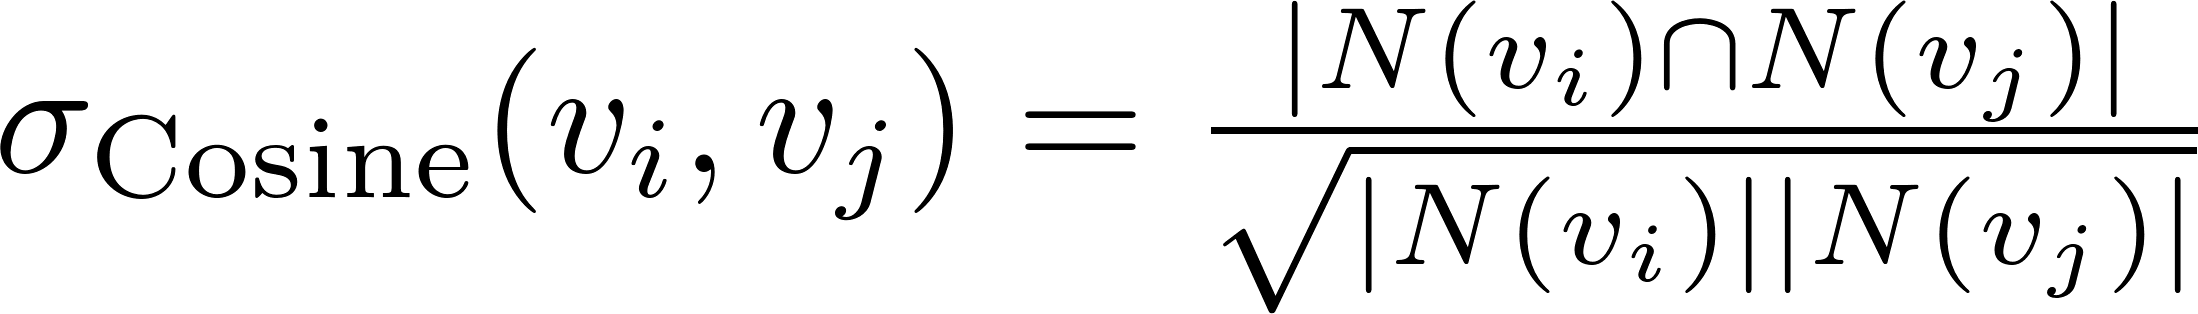 σ_Cosine(v_i, v_j) = |N(v_i)∩N(v_j)| / √(|N(v_i)||N(v_j)|)